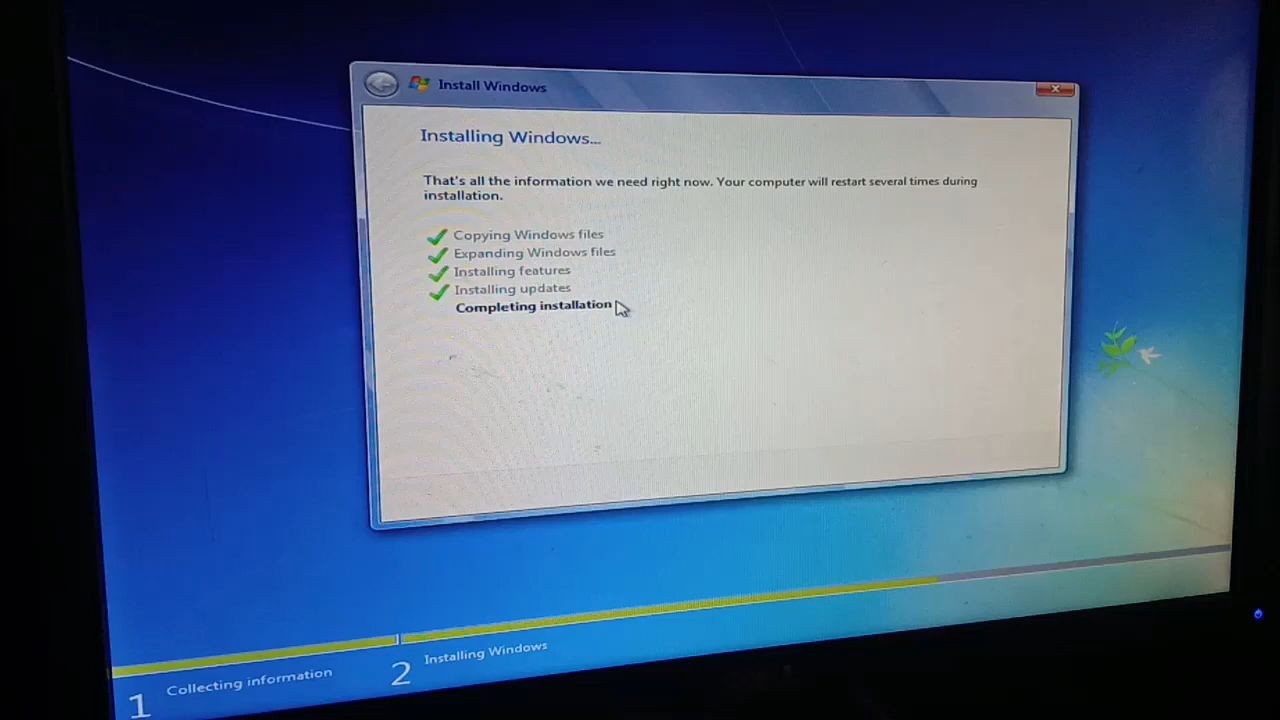 Install Windows
Installing Windows...
That's all the information we need right now. Your computer will restart several times during
installation.
Copying Windows files
Expanding Windows files
Installing features
Installing updates
Completing installation
1 Collecting information
2 Installing Windows